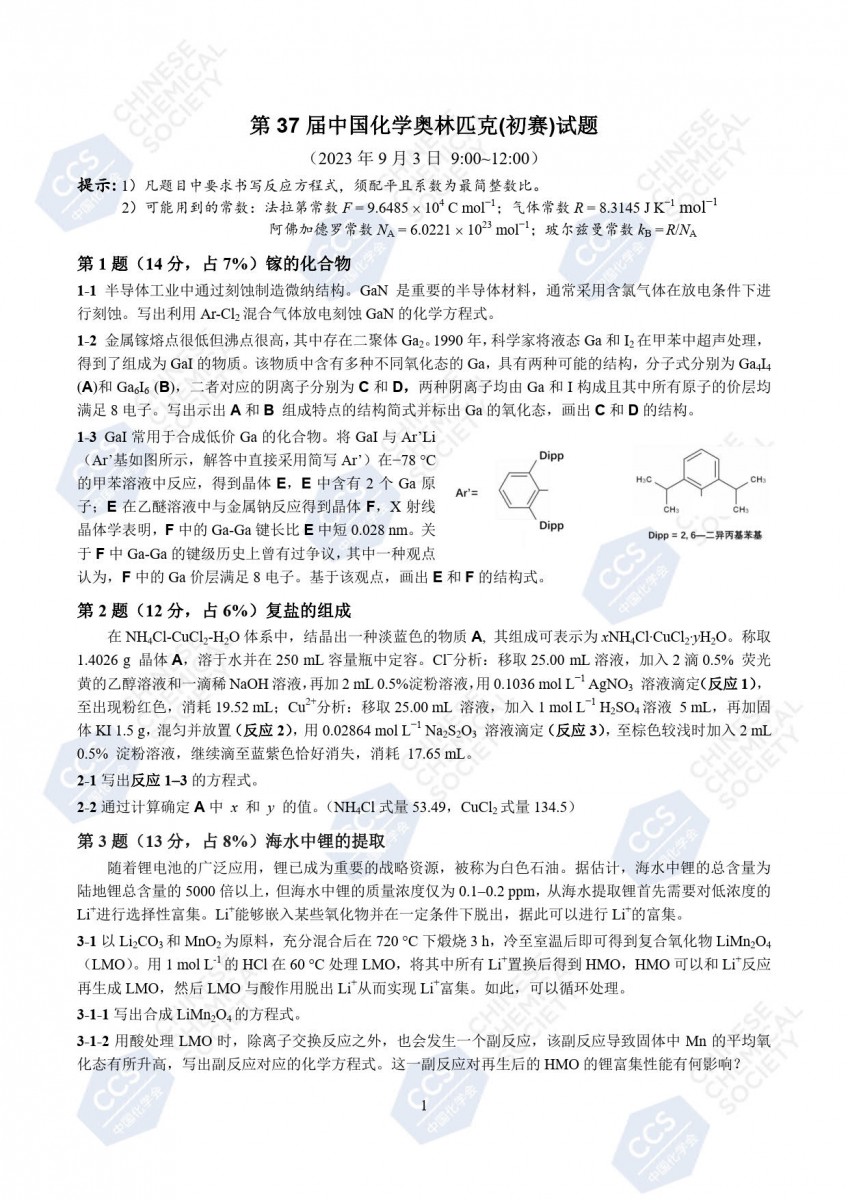 第 37 届中国化学奥林匹克(初赛)试题
（2023 年 9 月 3 日 9:00~12:00）
提示: 1）凡题目中要求书写反应方程式，须配平且系数为最简整数比。
2）可能用到的常数：法拉第常数 F = 9.6485 × 10⁴ C mol⁻¹；气体常数 R = 8.3145 J K⁻¹ mol⁻¹
阿佛加德罗常数 N_A = 6.0221 × 10²³ mol⁻¹；玻尔兹曼常数 k_B = R/N_A
第 1 题（14 分，占 7%）镓的化合物
1-1 半导体工业中通过刻蚀制造微纳结构。GaN 是重要的半导体材料，通常采用含氯气体在放电条件下进
行刻蚀。写出利用 Ar-Cl₂ 混合气体放电刻蚀 GaN 的化学方程式。
1-2 金属镓熔点很低但沸点很高，其中存在二聚体 Ga₂。1990 年，科学家将液态 Ga 和 I₂ 在甲苯中超声处理，
得到了组成为 GaI 的物质。该物质中含有多种不同氧化态的 Ga，具有两种可能的结构，分子式分别为 Ga₄I₄
(A)和 Ga₆I₆ (B)，二者对应的阴离子分别为 C 和 D，两种阴离子均由 Ga 和 I 构成且其中所有原子的价层均
满足 8 电子。写出示出 A 和 B 组成特点的结构简式并标出 Ga 的氧化态，画出 C 和 D 的结构。
1-3 GaI 常用于合成低价 Ga 的化合物。将 GaI 与 Ar’Li
（Ar’基如图所示，解答中直接采用简写 Ar’）在−78 °C
的甲苯溶液中反应，得到晶体 E，E 中含有 2 个 Ga 原
子；E 在乙醚溶液中与金属钠反应得到晶体 F，X 射线
晶体学表明，F 中的 Ga-Ga 键长比 E 中短 0.028 nm。关
于 F 中 Ga-Ga 的键级历史上曾有过争议，其中一种观点
认为，F 中的 Ga 价层满足 8 电子。基于该观点，画出 E 和 F 的结构式。
Ar'=
Dipp
Dipp
H₃C
CH₃
CH₃
CH₃
Dipp = 2, 6—二异丙基苯基
第 2 题（12 分，占 6%）复盐的组成
在 NH₄Cl-CuCl₂-H₂O 体系中，结晶出一种淡蓝色的物质 A, 其组成可表示为 xNH₄Cl·CuCl₂·yH₂O。称取
1.4026 g 晶体 A，溶于水并在 250 mL 容量瓶中定容。Cl⁻分析：移取 25.00 mL 溶液，加入 2 滴 0.5% 荧光
黄的乙醇溶液和一滴稀 NaOH 溶液，再加 2 mL 0.5%淀粉溶液，用 0.1036 mol L⁻¹ AgNO₃ 溶液滴定（反应 1），
至出现粉红色，消耗 19.52 mL；Cu²⁺分析：移取 25.00 mL 溶液，加入 1 mol L⁻¹ H₂SO₄ 溶液 5 mL，再加固
体 KI 1.5 g，混匀并放置（反应 2），用 0.02864 mol L⁻¹ Na₂S₂O₃ 溶液滴定（反应 3），至棕色较浅时加入 2 mL
0.5% 淀粉溶液，继续滴至蓝紫色恰好消失，消耗 17.65 mL。
2-1 写出反应 1–3 的方程式。
2-2 通过计算确定 A 中 x 和 y 的值。（NH₄Cl 式量 53.49，CuCl₂ 式量 134.5）
第 3 题（13 分，占 8%）海水中锂的提取
随着锂电池的广泛应用，锂已成为重要的战略资源，被称为白色石油。据估计，海水中锂的总含量为
陆地锂总含量的 5000 倍以上，但海水中锂的质量浓度仅为 0.1–0.2 ppm，从海水提取锂首先需要对低浓度的
Li⁺进行选择性富集。Li⁺能够嵌入某些氧化物并在一定条件下脱出，据此可以进行 Li⁺的富集。
3-1 以 Li₂CO₃ 和 MnO₂ 为原料，充分混合后在 720 °C 下煅烧 3 h，冷至室温后即可得到复合氧化物 LiMn₂O₄
（LMO）。用 1 mol L⁻¹ 的 HCl 在 60 °C 处理 LMO，将其中所有 Li⁺置换后得到 HMO，HMO 可以和 Li⁺反应
再生成 LMO，然后 LMO 与酸作用脱出 Li⁺从而实现 Li⁺富集。如此，可以循环处理。
3-1-1 写出合成 LiMn₂O₄ 的方程式。
3-1-2 用酸处理 LMO 时，除离子交换反应之外，也会发生一个副反应，该副反应导致固体中 Mn 的平均氧
化态有所升高，写出副反应对应的化学方程式。这一副反应对再生后的 HMO 的锂富集性能有何影响？
1
CCS
中国化学会
CHINESE
CHEMICAL
SOCIETY